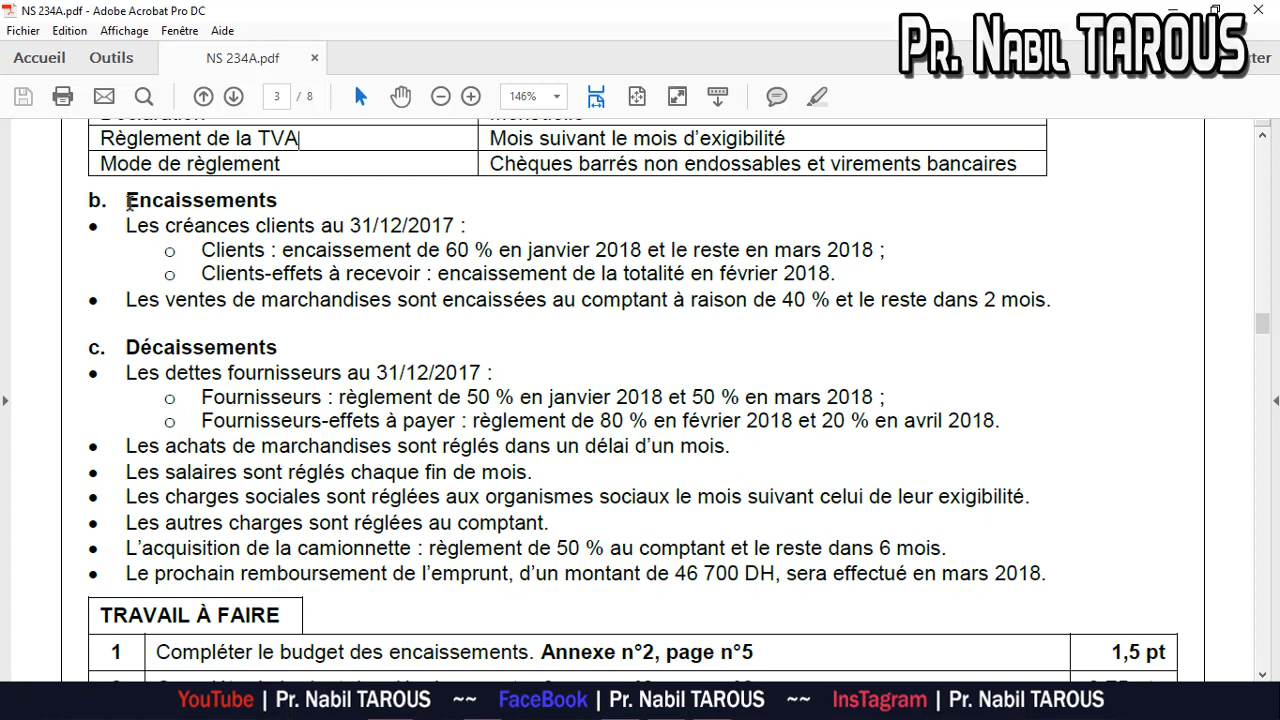 NS 234A.pdf - Adobe Acrobat Pro DC
Fichier Edition Affichage Fenêtre Aide
Pr. Nabil TAROUS
Accueil Outils NS 234A.pdf × ter
3 / 8 146%
Déclaration Mensuelle
Règlement de la TVA Mois suivant le mois d'exigibilité
Mode de règlement Chèques barrés non endossables et virements bancaires
b. Encaissements
• Les créances clients au 31/12/2017 :
o Clients : encaissement de 60 % en janvier 2018 et le reste en mars 2018 ;
o Clients-effets à recevoir : encaissement de la totalité en février 2018.
• Les ventes de marchandises sont encaissées au comptant à raison de 40 % et le reste dans 2 mois.
c. Décaissements
• Les dettes fournisseurs au 31/12/2017 :
o Fournisseurs : règlement de 50 % en janvier 2018 et 50 % en mars 2018 ;
o Fournisseurs-effets à payer : règlement de 80 % en février 2018 et 20 % en avril 2018.
• Les achats de marchandises sont réglés dans un délai d'un mois.
• Les salaires sont réglés chaque fin de mois.
• Les charges sociales sont réglées aux organismes sociaux le mois suivant celui de leur exigibilité.
• Les autres charges sont réglées au comptant.
• L'acquisition de la camionnette : règlement de 50 % au comptant et le reste dans 6 mois.
• Le prochain remboursement de l'emprunt, d'un montant de 46 700 DH, sera effectué en mars 2018.
TRAVAIL À FAIRE
1 Compléter le budget des encaissements. Annexe n°2, page n°5 1,5 pt
YouTube | Pr. Nabil TAROUS ~~ FaceBook | Pr. Nabil TAROUS ~~ InsTagram | Pr. Nabil TAROUS